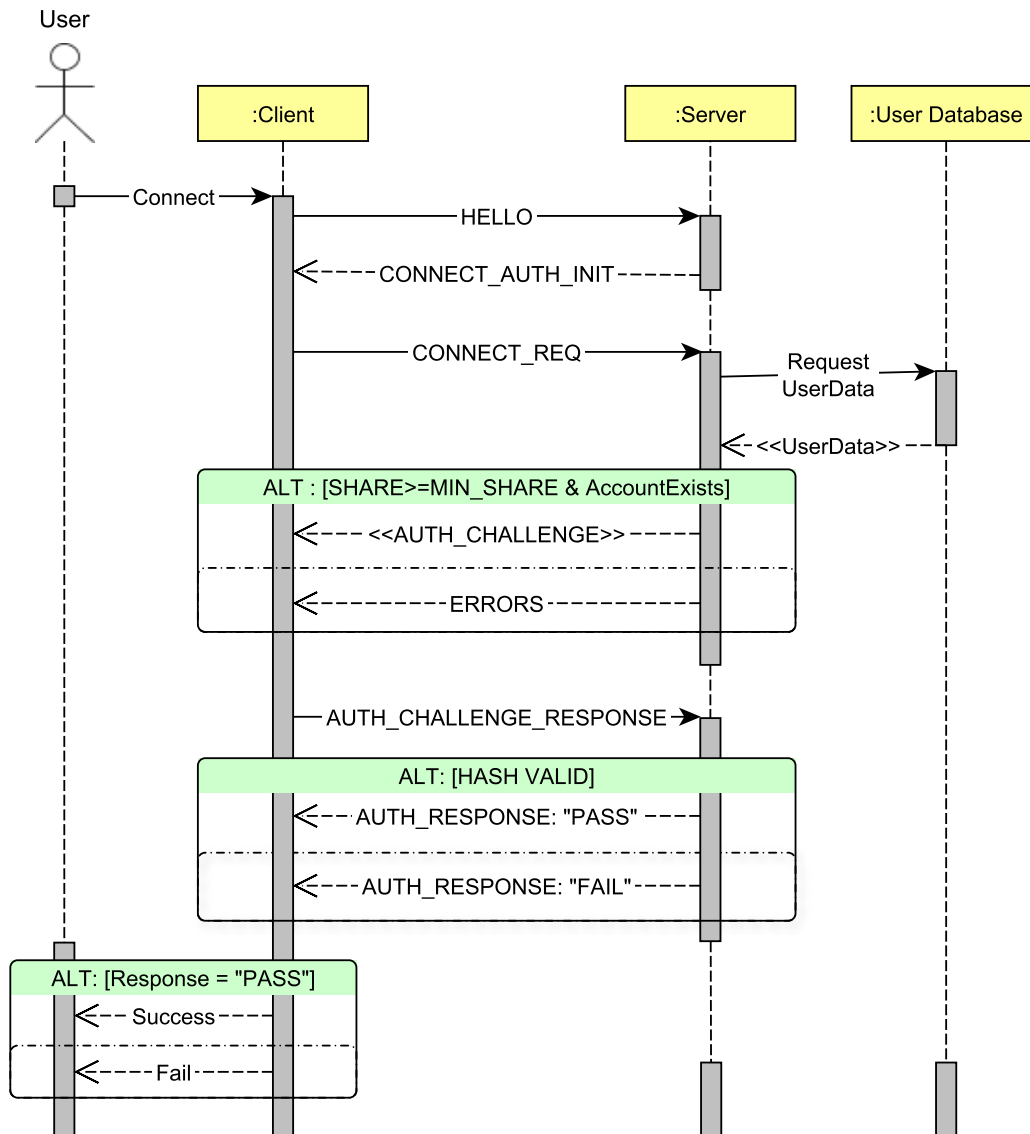 User
:Client
:Server
:User Database
Connect
HELLO
CONNECT_AUTH_INIT
CONNECT_REQ
Request
UserData
<<UserData>>
ALT : [SHARE>=MIN_SHARE & AccountExists]
<<AUTH_CHALLENGE>>
ERRORS
AUTH_CHALLENGE_RESPONSE
ALT: [HASH VALID]
AUTH_RESPONSE: "PASS"
AUTH_RESPONSE: "FAIL"
ALT: [Response = "PASS"]
Success
Fail